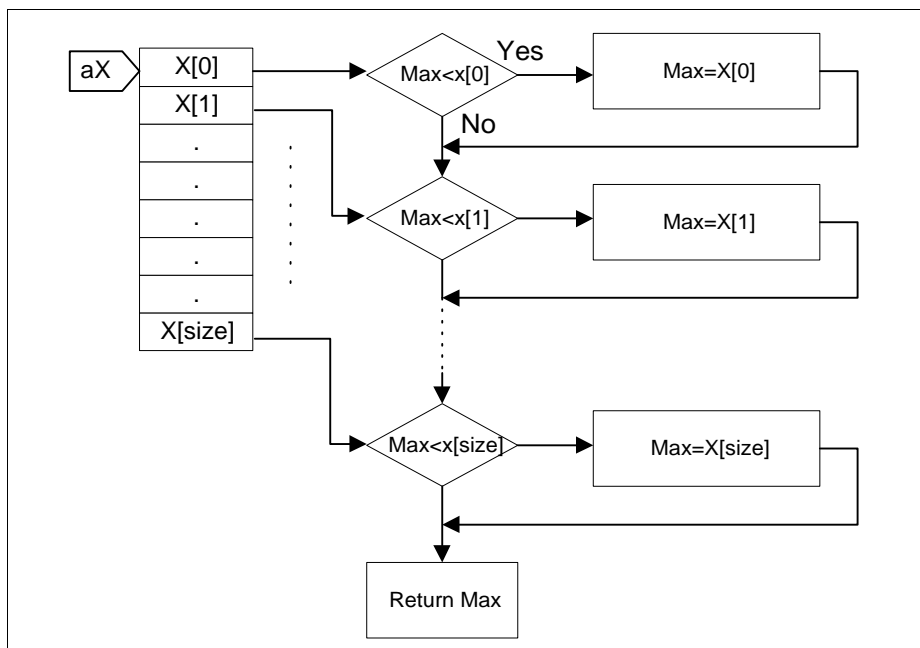 aX
X[0]
X[1]
.
.
.
.
.
X[size]
Max<x[0]
Yes
Max=X[0]
No
Max<x[1]
Max=X[1]
Max<x[size]
Max=X[size]
Return Max